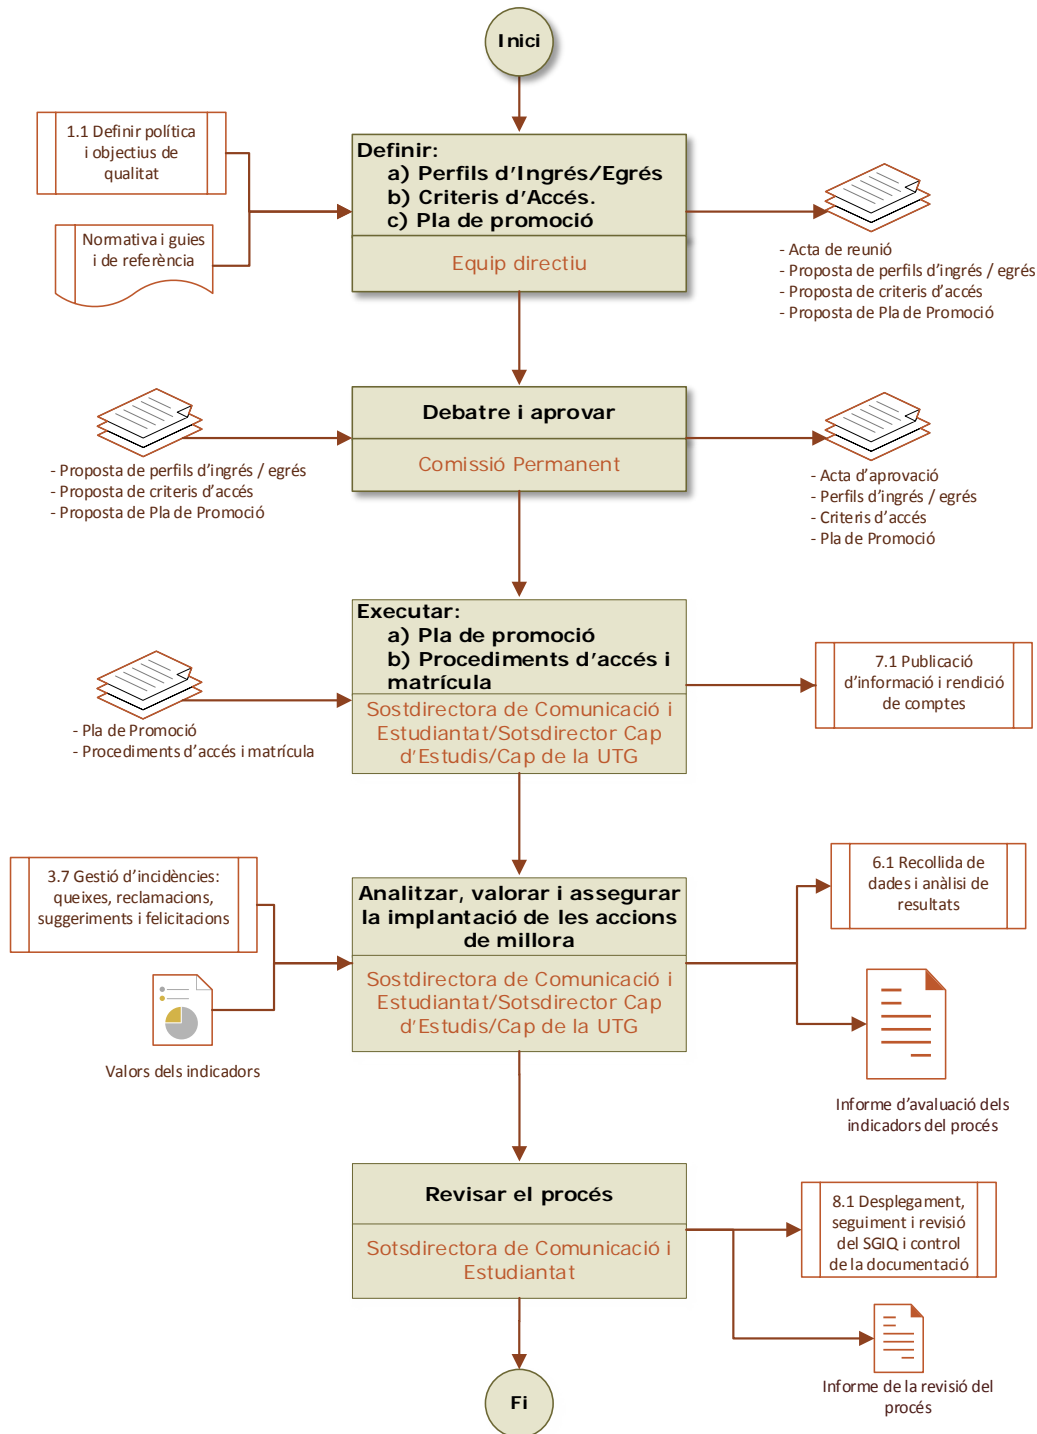 Inici
1.1 Definir política
i objectius de
qualitat
Normativa i guies
i de referència
Definir:
a) Perfils d'Ingrés/Egrés
b) Criteris d'Accés.
c) Pla de promoció
Equip directiu
- Acta de reunió
- Proposta de perfils d'ingrés / egrés
- Proposta de criteris d'accés
- Proposta de Pla de Promoció
- Proposta de perfils d'ingrés / egrés
- Proposta de criteris d'accés
- Proposta de Pla de Promoció
Debatre i aprovar
Comissió Permanent
- Acta d'aprovació
- Perfils d'ingrés / egrés
- Criteris d'accés
- Pla de Promoció
- Pla de Promoció
- Procediments d'accés i matrícula
Executar:
a) Pla de promoció
b) Procediments d'accés i
matrícula
Sostdirectora de Comunicació i
Estudiantat/Sotsdirector Cap
d'Estudis/Cap de la UTG
7.1 Publicació
d'informació i rendició
de comptes
3.7 Gestió d'incidències:
queixes, reclamacions,
suggeriments i felicitacions
Valors dels indicadors
Analitzar, valorar i assegurar
la implantació de les accions
de millora
Sostdirectora de Comunicació i
Estudiantat/Sotsdirector Cap
d'Estudis/Cap de la UTG
6.1 Recollida de
dades i anàlisi de
resultats
Informe d'avaluació dels
indicadors del procés
Revisar el procés
Sotsdirectora de Comunicació i
Estudiantat
8.1 Desplegament,
seguiment i revisió
del SGIQ i control
de la documentació
Informe de la revisió del
procés
Fi